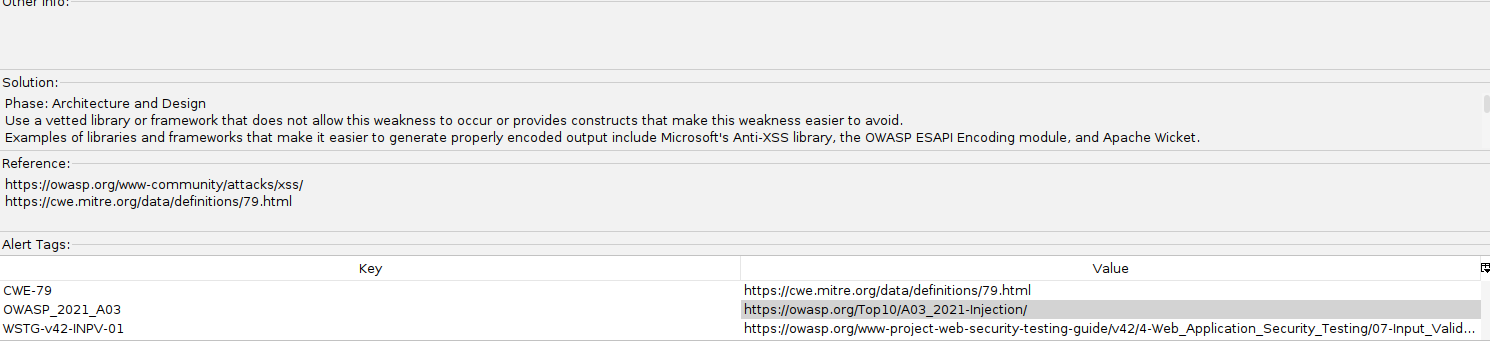 Other Info:
Solution:
Phase: Architecture and Design
Use a vetted library or framework that does not allow this weakness to occur or provides constructs that make this weakness easier to avoid.
Examples of libraries and frameworks that make it easier to generate properly encoded output include Microsoft's Anti-XSS library, the OWASP ESAPI Encoding module, and Apache Wicket.
Reference:
https://owasp.org/www-community/attacks/xss/
https://cwe.mitre.org/data/definitions/79.html
Alert Tags:
Key Value
CWE-79 https://cwe.mitre.org/data/definitions/79.html
OWASP_2021_A03 https://owasp.org/Top10/A03_2021-Injection/
WSTG-v42-INPV-01 https://owasp.org/www-project-web-security-testing-guide/v42/4-Web_Application_Security_Testing/07-Input_Valid...